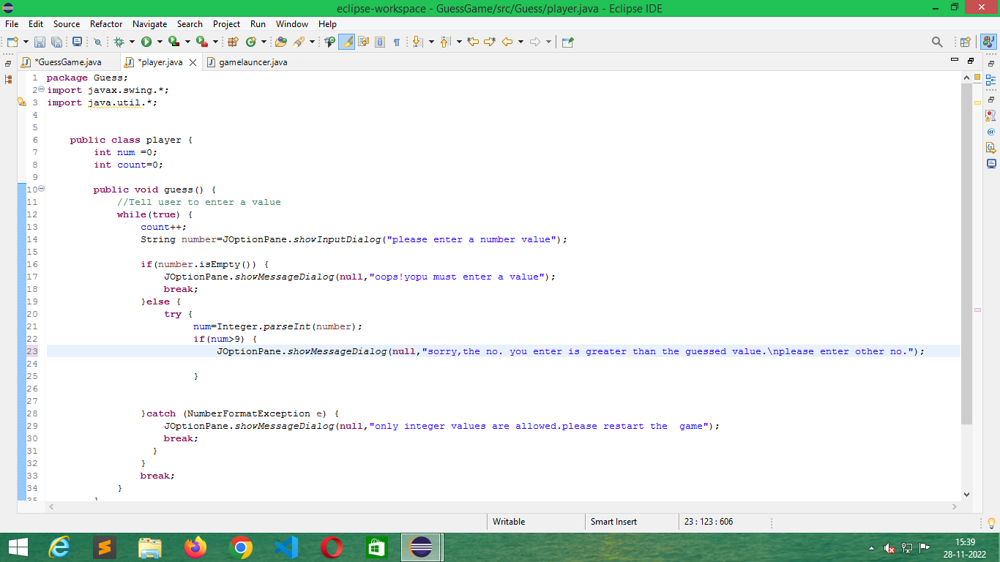 eclipse-workspace - GuessGame/src/Guess/player.java - Eclipse IDE
File Edit Source Refactor Navigate Search Project Run Window Help
*GuessGame.java *player.java gamelauncer.java
1 package Guess;
2 import javax.swing.*;
3 import java.util.*;
4
5
6 public class player {
7 int num =0;
8 int count=0;
9
10 public void guess() {
11 //Tell user to enter a value
12 while(true) {
13 count++;
14 String number=JOptionPane.showInputDialog("please enter a number value");
15
16 if(number.isEmpty()) {
17 JOptionPane.showMessageDialog(null,"oops!yopu must enter a value");
18 break;
19 }else {
20 try {
21 num=Integer.parseInt(number);
22 if(num>9) {
23 JOptionPane.showMessageDialog(null,"sorry,the no. you enter is greater than the guessed value.\nplease enter other no.");
24
25 }
26
27
28 }catch (NumberFormatException e) {
29 JOptionPane.showMessageDialog(null,"only integer values are allowed.please restart the  game");
30 break;
31 }
32 }
33 break;
34 }
35 }
Writable Smart Insert 23 : 123 : 606
15:39
28-11-2022